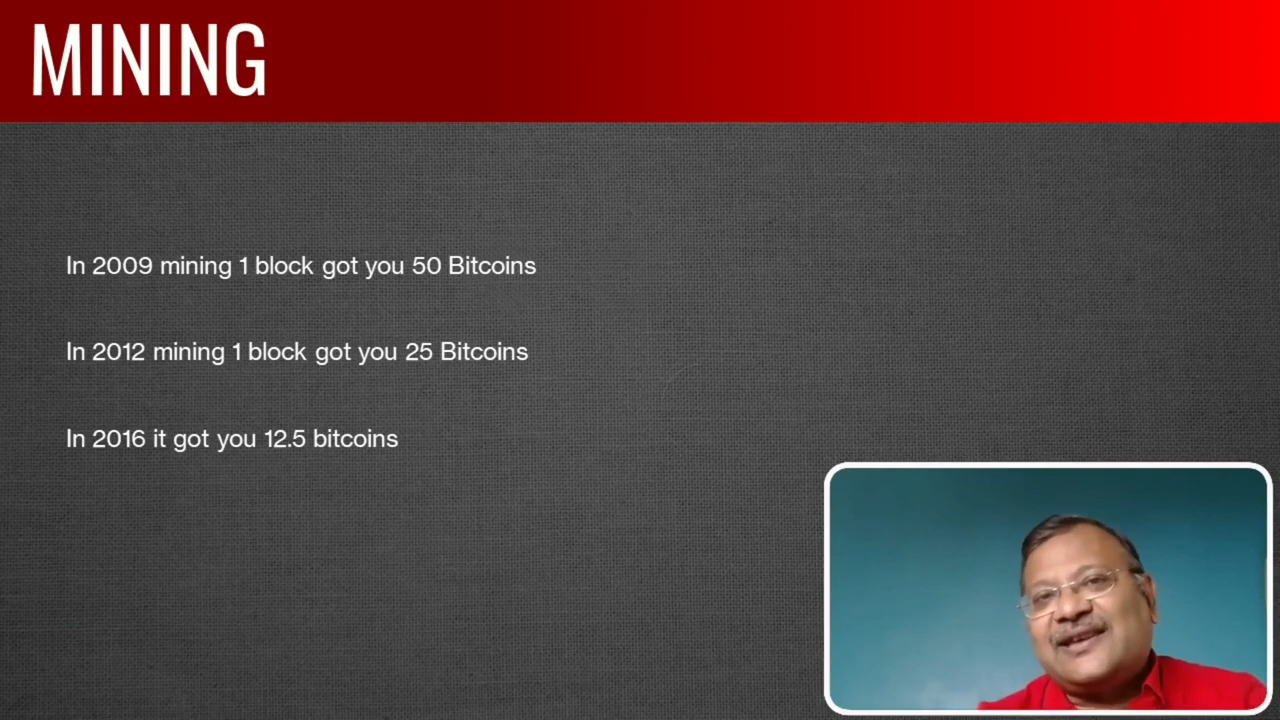 MINING
In 2009 mining 1 block got you 50 Bitcoins
In 2012 mining 1 block got you 25 Bitcoins
In 2016 it got you 12.5 bitcoins